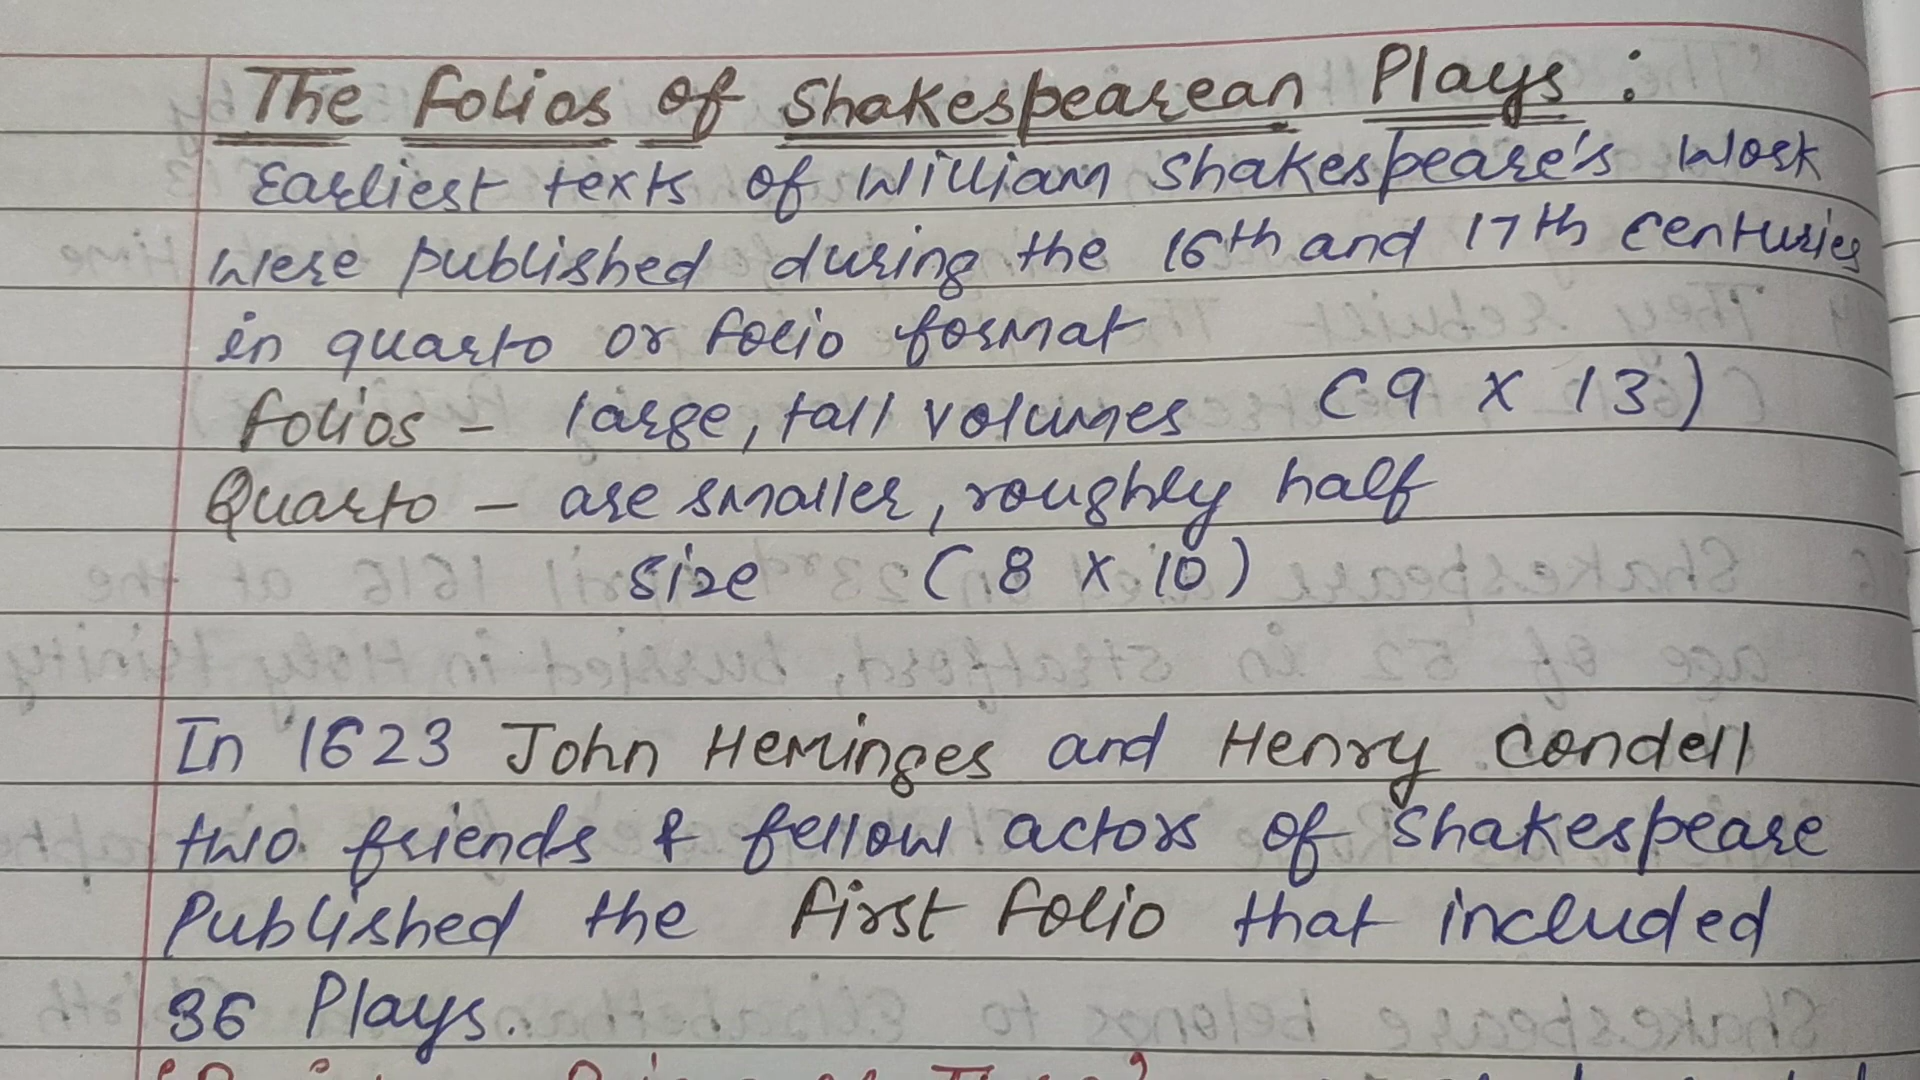 The Folios of Shakespearean Plays :
Earliest texts of William Shakespeare's work
were published during the 16th and 17th centuries
in quarto or folio format
Folios - large, tall volumes (9 x 13)
Quarto - are smaller, roughly half
size (8 x 10)
In 1623 John Heminges and Henry Condell
two friends & fellow actors of Shakespeare
Published the First Folio that included
36 Plays.